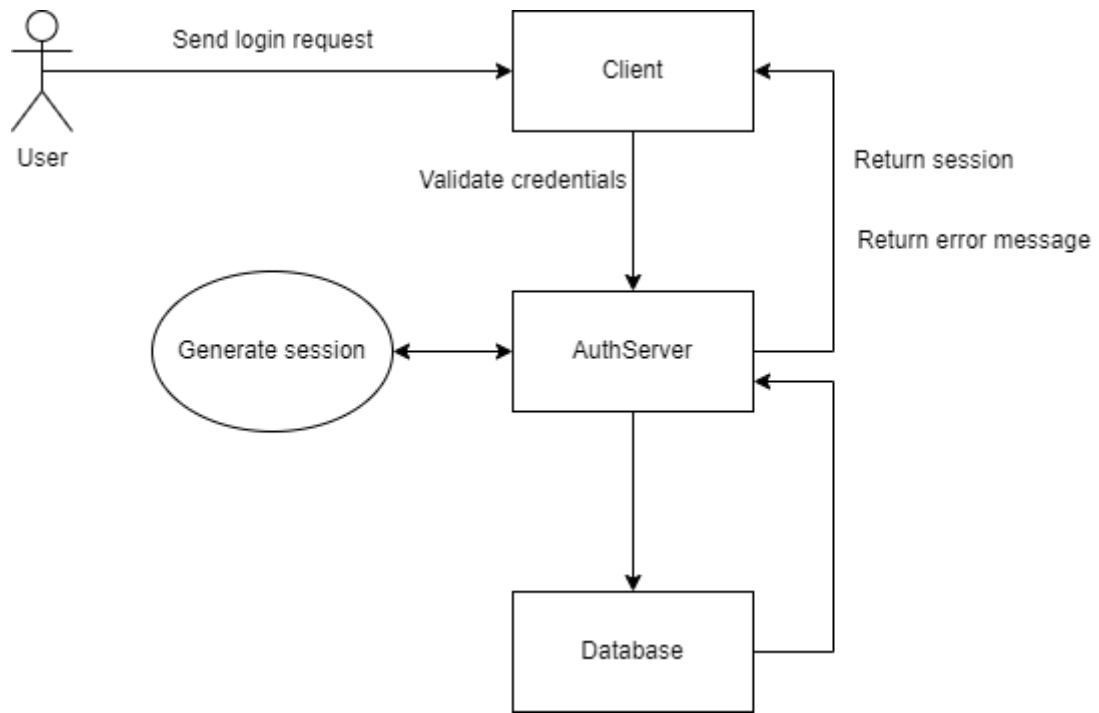 Send login request
Client
User
Return session
Validate credentials
Return error message
Generate session
AuthServer
Database